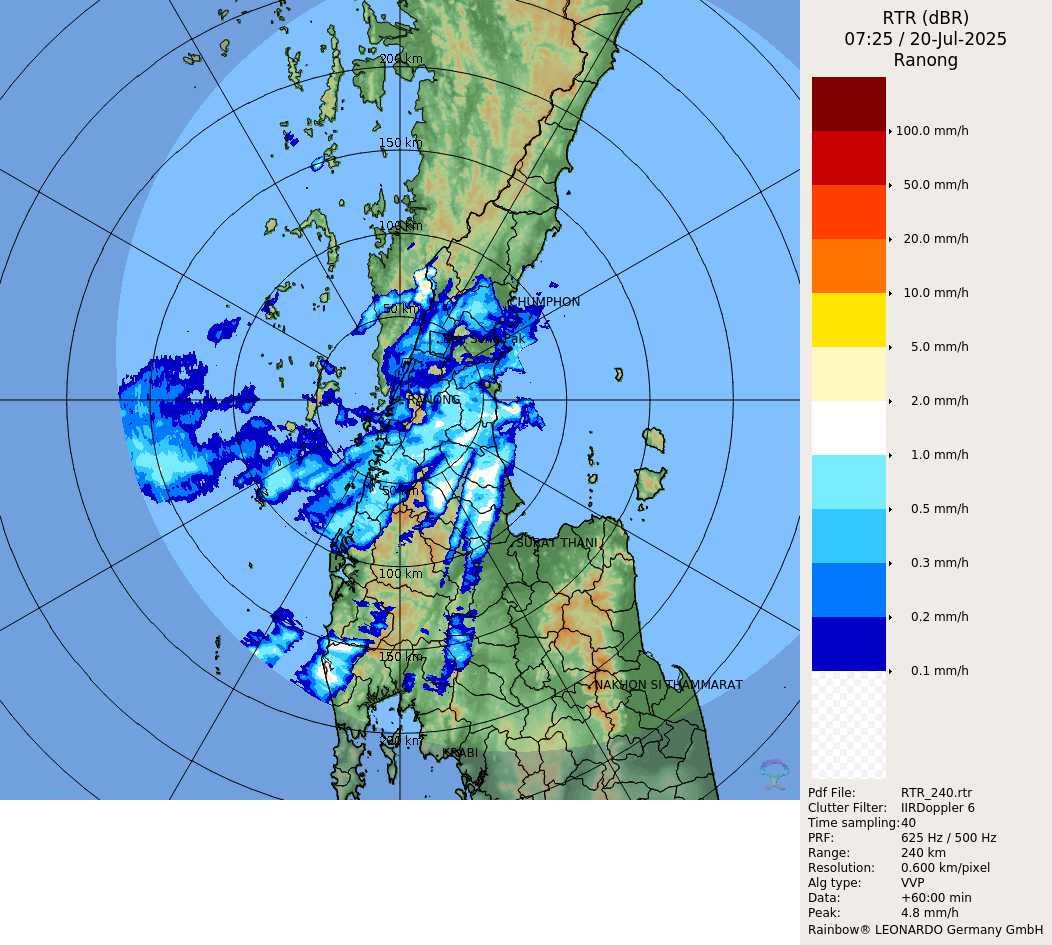 RTR (dBR)
07:25 / 20-Jul-2025
Ranong
200 km
150 km
100 km
50 km
CHUMPHON
RANONG
50 km
SURAT THANI
100 km
150 km
NAKHON SI THAMMARAT
200 km
KRABI
100.0 mm/h
50.0 mm/h
20.0 mm/h
10.0 mm/h
5.0 mm/h
2.0 mm/h
1.0 mm/h
0.5 mm/h
0.3 mm/h
0.2 mm/h
0.1 mm/h
Pdf File: RTR_240.rtr
Clutter Filter: IIRDoppler 6
Time sampling:40
PRF: 625 Hz / 500 Hz
Range: 240 km
Resolution: 0.600 km/pixel
Alg type: VVP
Data: +60:00 min
Peak: 4.8 mm/h
Rainbow® LEONARDO Germany GmbH